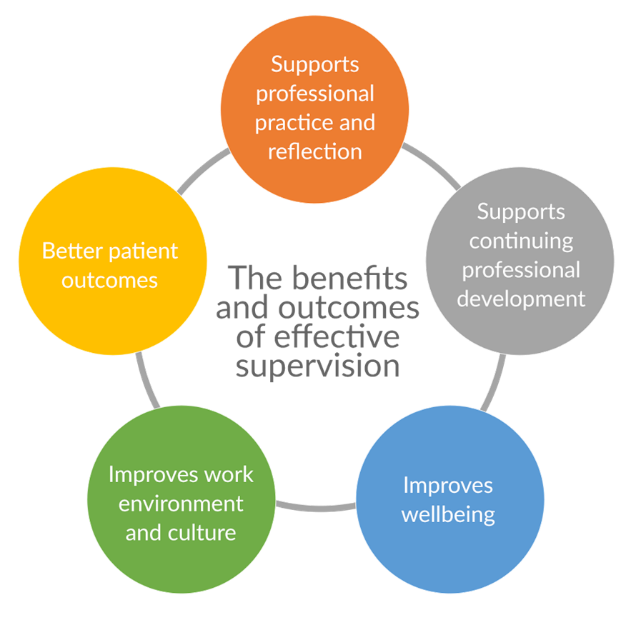 Supports
professional
practice and
reflection
Supports
continuing
professional
development
Improves
wellbeing
Improves work
environment
and culture
Better patient
outcomes
The benefits
and outcomes
of effective
supervision